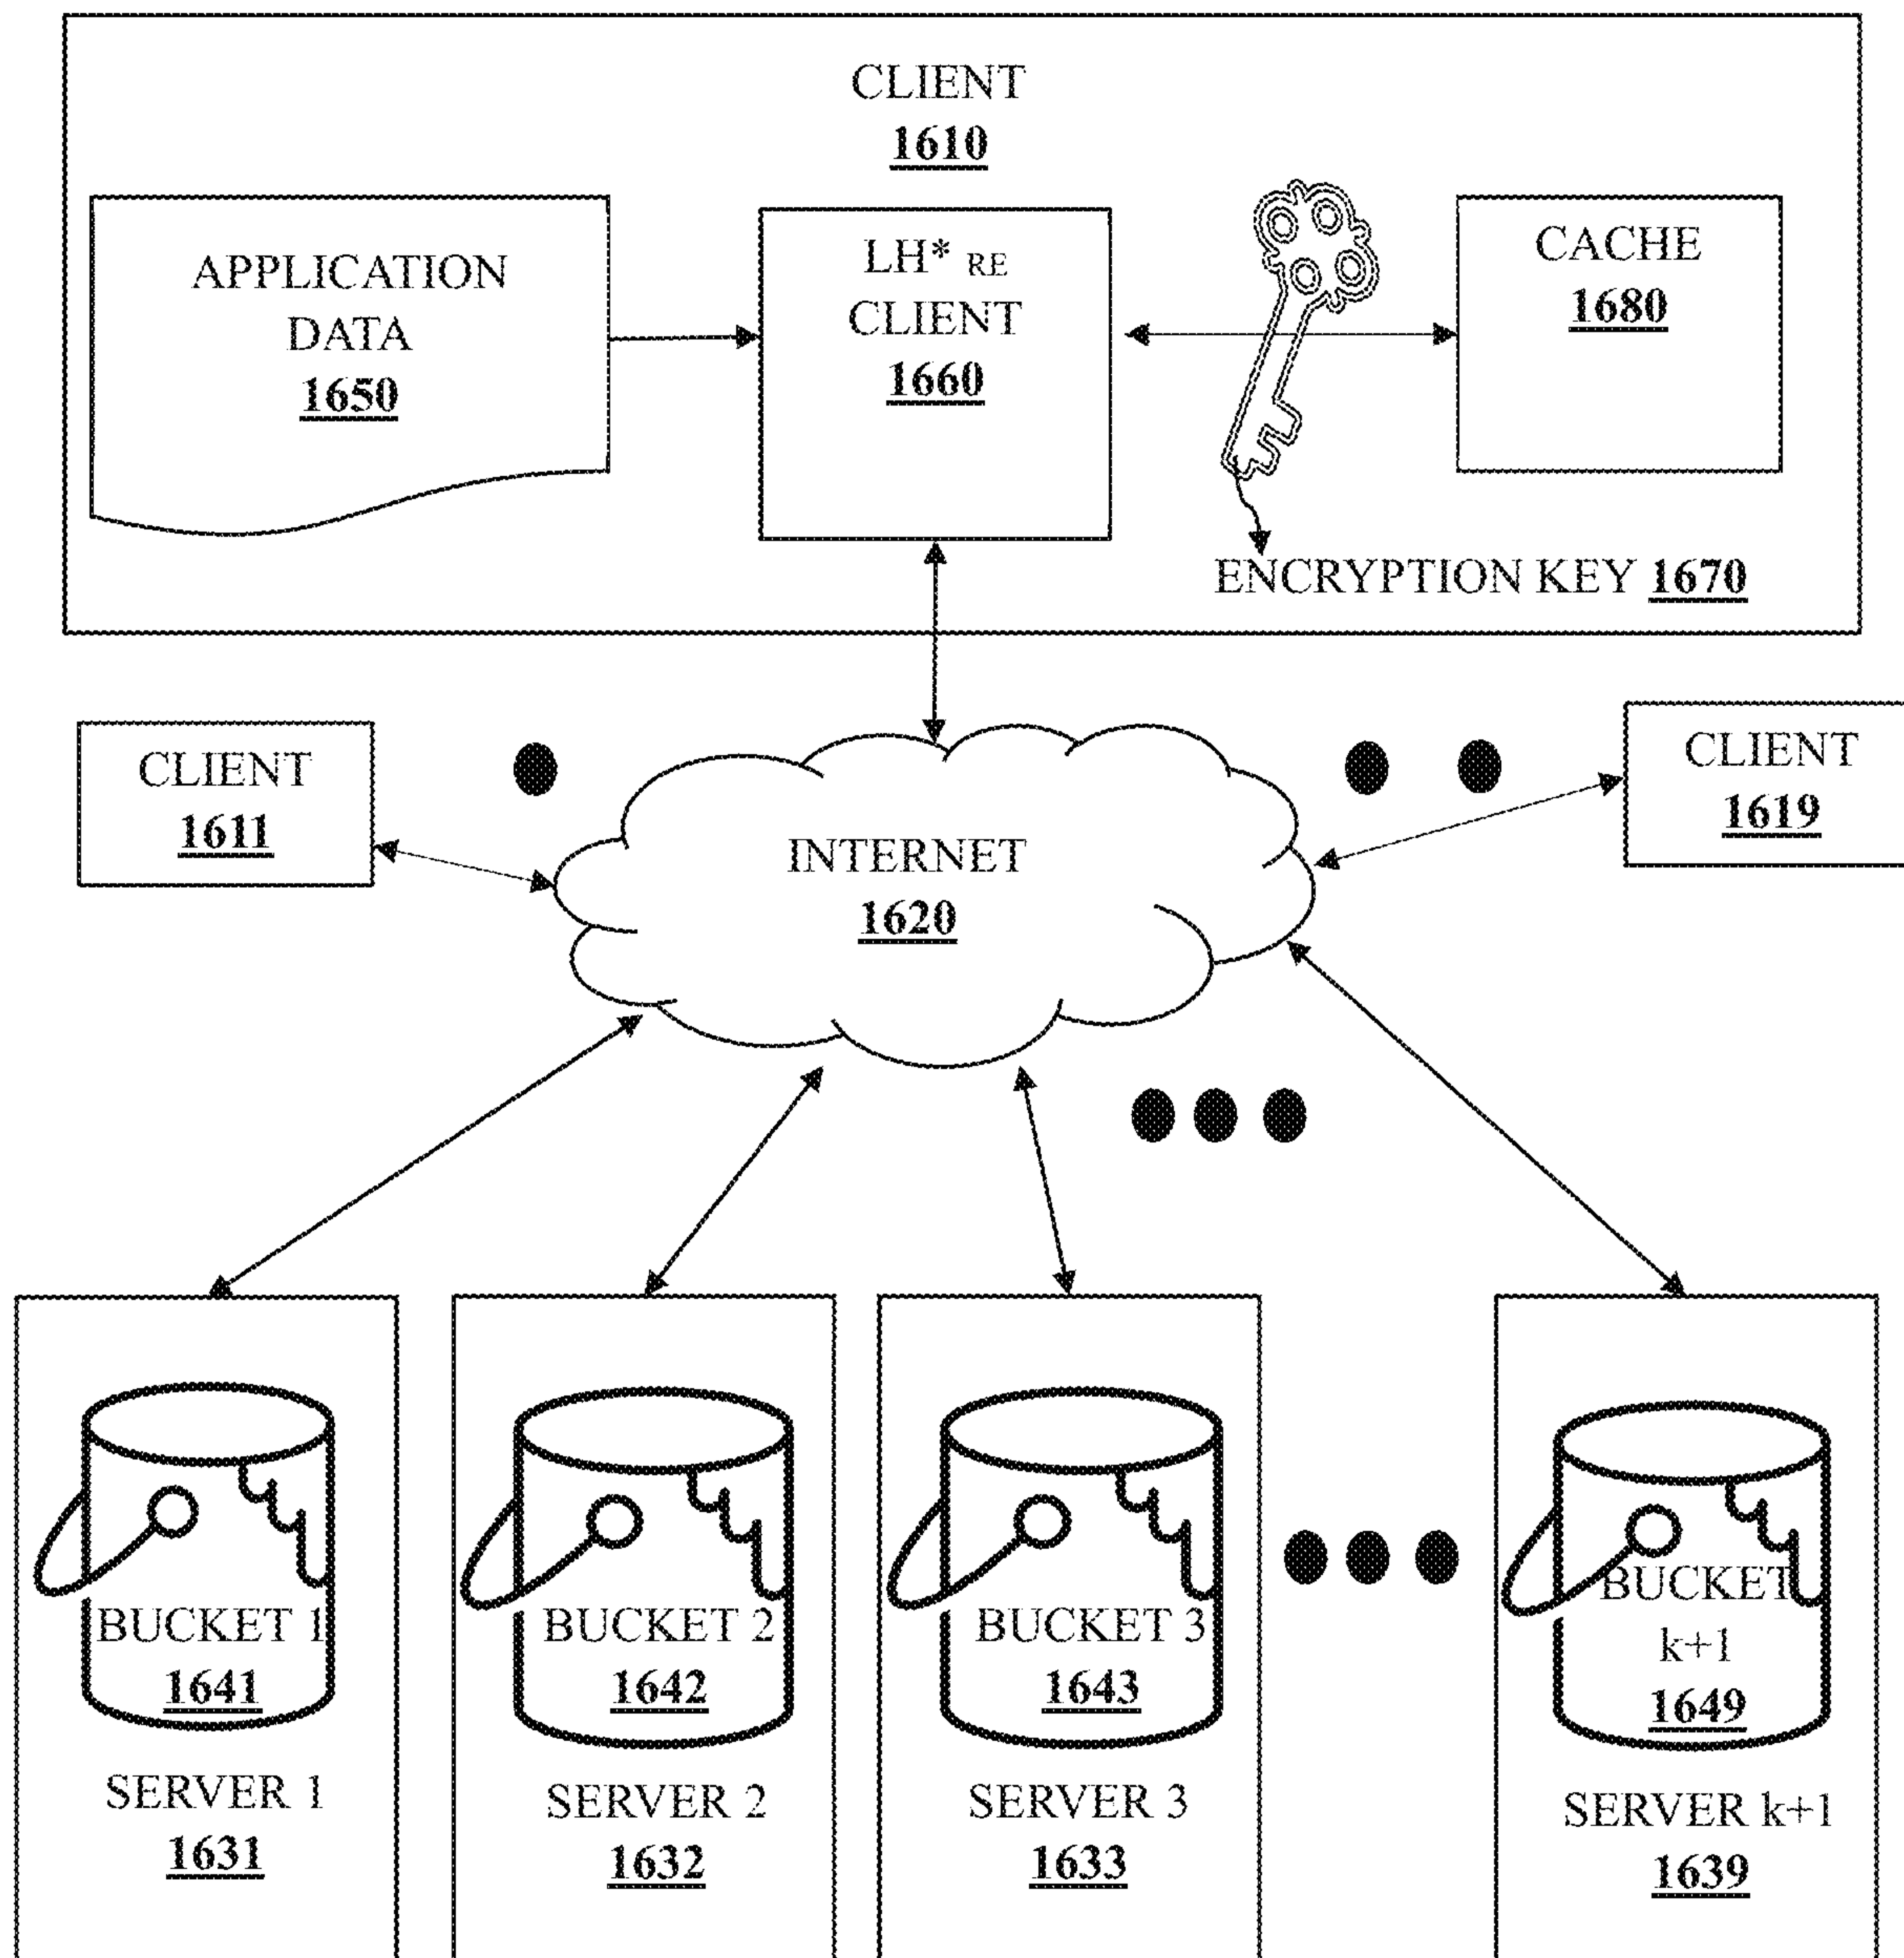 CLIENT
1610
APPLICATION
DATA
1650
LH* RE
CLIENT
1660
CACHE
1680
ENCRYPTION KEY 1670
CLIENT
1611
INTERNET
1620
CLIENT
1619
BUCKET 1
1641
SERVER 1
1631
BUCKET 2
1642
SERVER 2
1632
BUCKET 3
1643
SERVER 3
1633
BUCKET
k+1
1649
SERVER k+1
1639